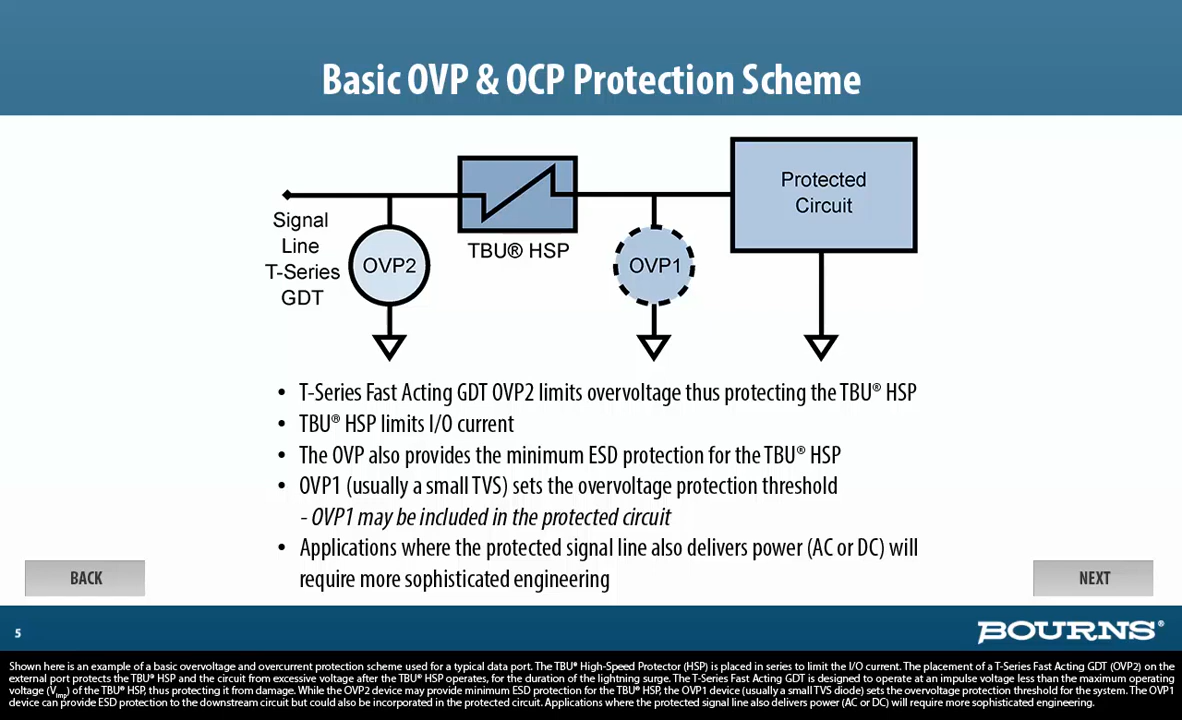 Basic OVP & OCP Protection Scheme
Protected
Circuit
Signal
Line
T-Series
GDT
OVP2
TBU® HSP
OVP1
• T-Series Fast Acting GDT OVP2 limits overvoltage thus protecting the TBU® HSP
• TBU® HSP limits I/O current
• The OVP also provides the minimum ESD protection for the TBU® HSP
• OVP1 (usually a small TVS) sets the overvoltage protection threshold
- OVP1 may be included in the protected circuit
• Applications where the protected signal line also delivers power (AC or DC) will
require more sophisticated engineering
BACK
NEXT
5
BOURNS®
Shown here is an example of a basic overvoltage and overcurrent protection scheme used for a typical data port. The TBU® High-Speed Protector (HSP) is placed in series to limit the I/O current. The placement of a T-Series Fast Acting GDT (OVP2) on the
external port protects the TBU® HSP and the circuit from excessive voltage after the TBU® HSP operates, for the duration of the lightning surge. The T-Series Fast Acting GDT is designed to operate at an impulse voltage less than the maximum operating
voltage (Vimp) of the TBU® HSP, thus protecting it from damage. While the OVP2 device may provide minimum ESD protection for the TBU® HSP, the OVP1 device (usually a small TVS diode) sets the overvoltage protection threshold for the system. The OVP1
device can provide ESD protection to the downstream circuit but could also be incorporated in the protected circuit. Applications where the protected signal line also delivers power (AC or DC) will require more sophisticated engineering.